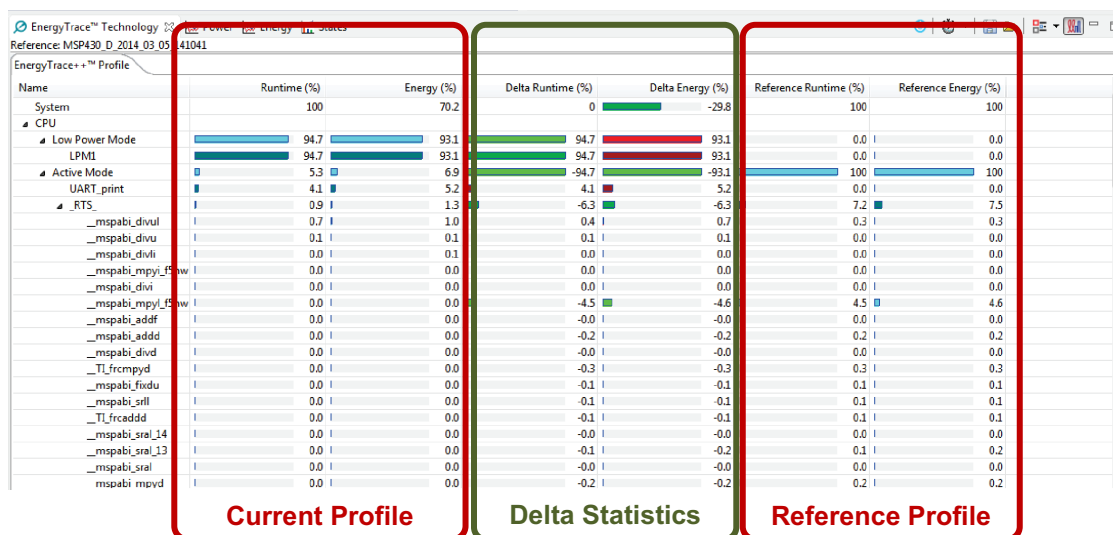 EnergyTrace™ Technology Power Energy States
Reference: MSP430_D_2014_03_05_141041
EnergyTrace++™ Profile
Name Runtime (%) Energy (%) Delta Runtime (%) Delta Energy (%) Reference Runtime (%) Reference Energy (%)
System 100 70.2 0 -29.8 100 100
CPU
Low Power Mode 94.7 93.1 94.7 93.1 0.0 0.0
LPM1 94.7 93.1 94.7 93.1 0.0 0.0
Active Mode 5.3 6.9 -94.7 -93.1 100 100
UART_print 4.1 5.2 4.1 5.2 0.0 0.0
_RTS_ 0.9 1.3 -6.3 -6.3 7.2 7.5
__mspabi_divul 0.7 1.0 0.4 0.7 0.3 0.3
__mspabi_divu 0.1 0.1 0.1 0.1 0.0 0.0
__mspabi_divli 0.0 0.1 0.0 0.0 0.0 0.0
__mspabi_mpyi_f5hw 0.0 0.0 0.0 0.0 0.0 0.0
__mspabi_divi 0.0 0.0 0.0 0.0 0.0 0.0
__mspabi_mpyl_f5hw 0.0 0.0 -4.5 -4.6 4.5 4.6
__mspabi_addf 0.0 0.0 -0.0 -0.0 0.0 0.0
__mspabi_addd 0.0 0.0 -0.2 -0.2 0.2 0.2
__mspabi_divd 0.0 0.0 -0.0 -0.0 0.0 0.0
__TI_frcmpyd 0.0 0.0 -0.3 -0.3 0.3 0.3
__mspabi_fixdu 0.0 0.0 -0.1 -0.1 0.1 0.1
__mspabi_srll 0.0 0.0 -0.1 -0.1 0.1 0.1
__TI_frcaddd 0.0 0.0 -0.1 -0.1 0.1 0.1
__mspabi_sral_14 0.0 0.0 -0.0 -0.0 0.0 0.0
__mspabi_sral_13 0.0 0.0 -0.1 -0.2 0.1 0.2
__mspabi_sral 0.0 0.0 -0.0 -0.0 0.0 0.0
__mspabi_mpyd 0.0 0.0 -0.2 -0.2 0.2 0.2
Current Profile Delta Statistics Reference Profile